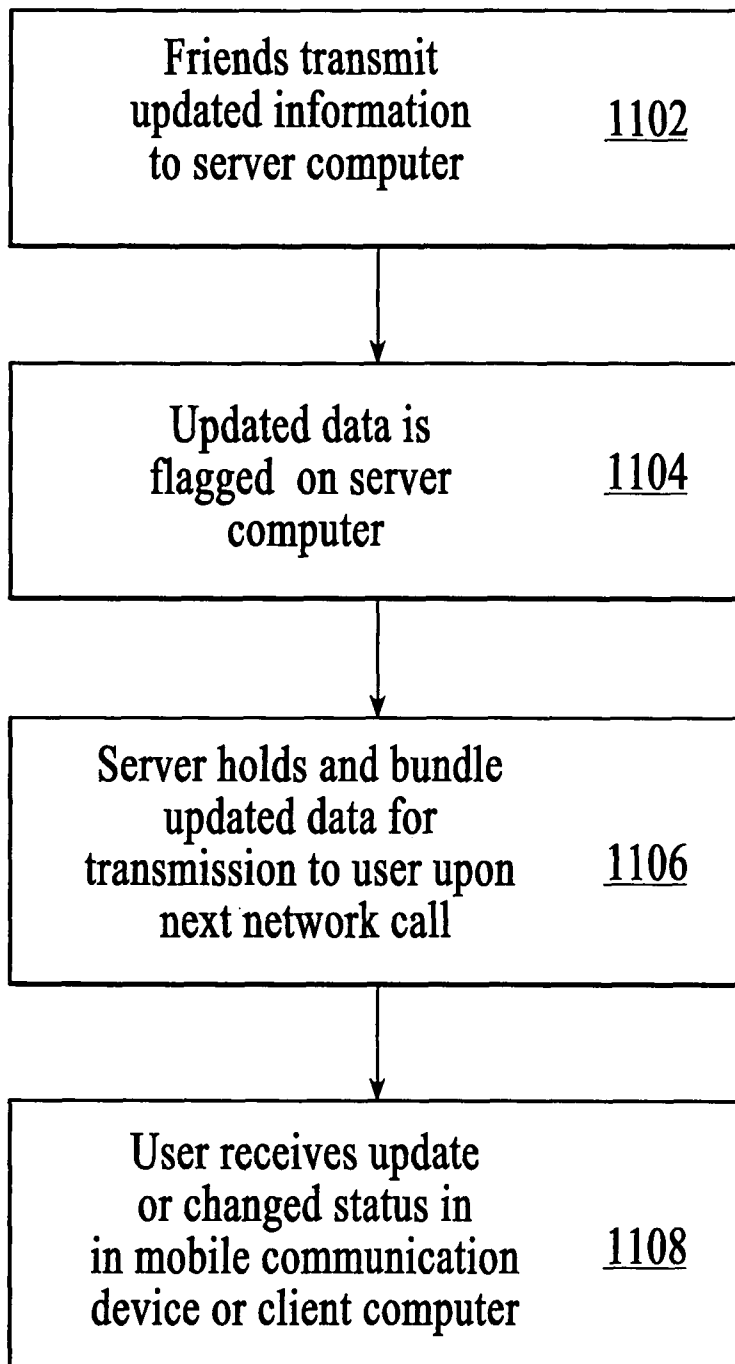 Friends transmit
updated information
to server computer
1102
Updated data is
flagged on server
computer
1104
Server holds and bundle
updated data for
transmission to user upon
next network call
1106
User receives update
or changed status in
in mobile communication
device or client computer
1108